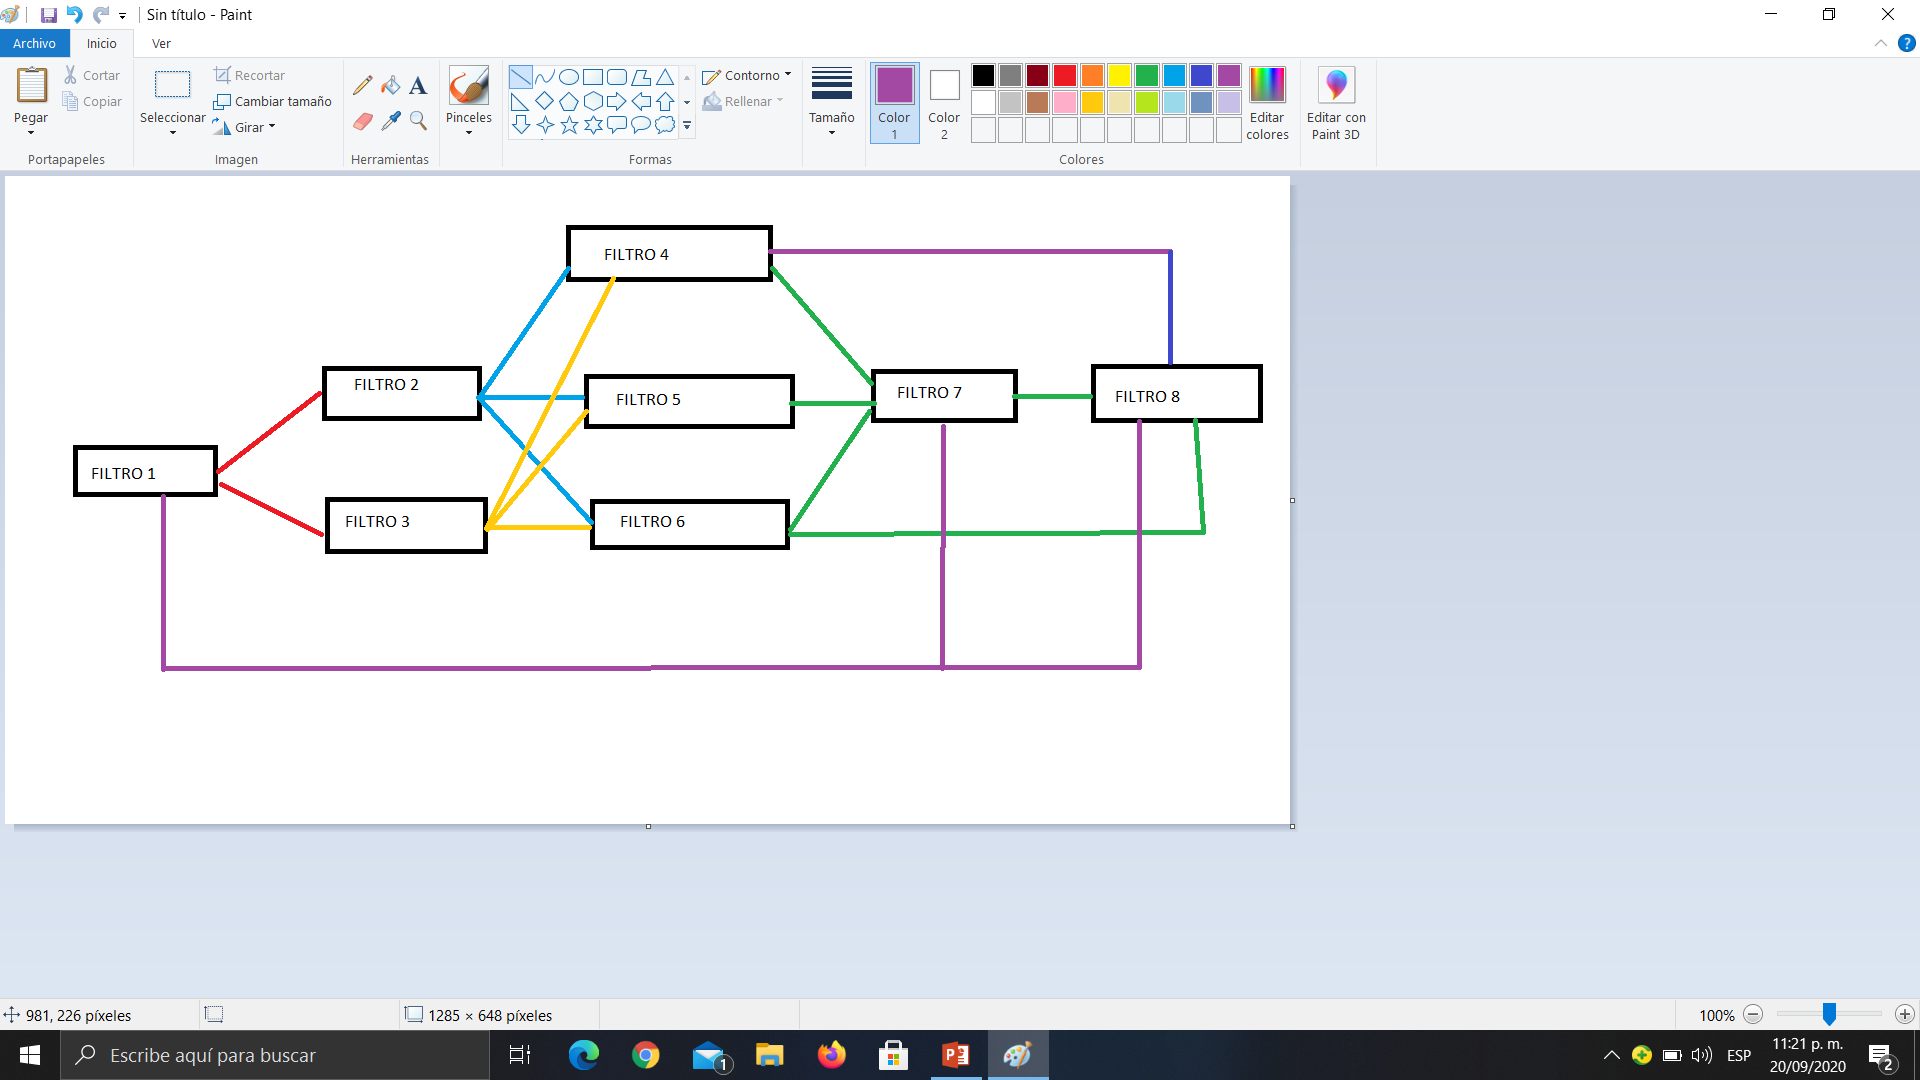 Sin título - Paint
Archivo Inicio Ver
Pegar
Cortar
Copiar
Portapapeles
Seleccionar
Recortar
Cambiar tamaño
Girar
Imagen
A
Herramientas
Pinceles
Contorno
Rellenar
Formas
Tamaño
Color
1
Color
2
Editar
colores
Editar con
Paint 3D
Colores
?
FILTRO 4
FILTRO 2
FILTRO 5
FILTRO 7
FILTRO 8
FILTRO 1
FILTRO 3
FILTRO 6
981, 226 píxeles
1285 × 648 píxeles
100%
Escribe aquí para buscar
1
P
ESP
11:21 p. m.
20/09/2020
2